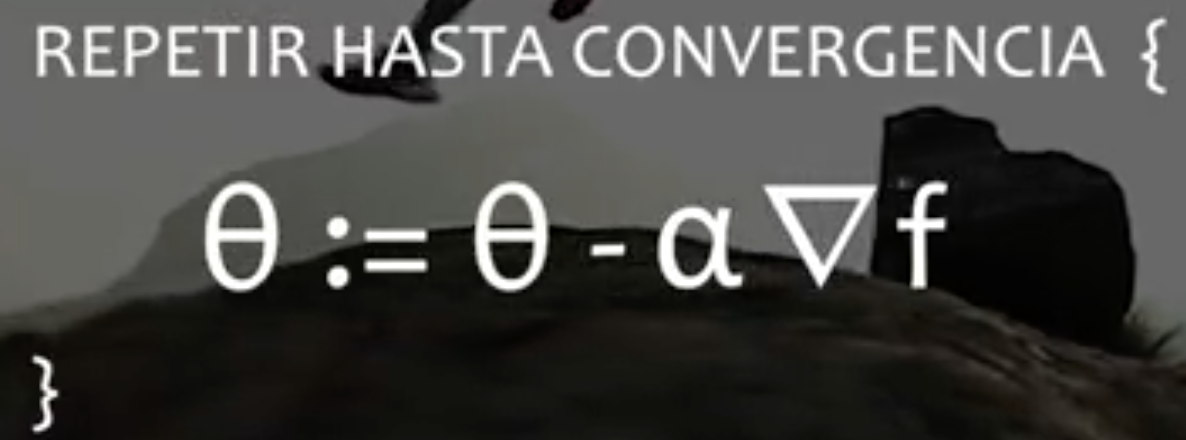 REPETIR HASTA CONVERGENCIA {
θ := θ - α ∇ f
}